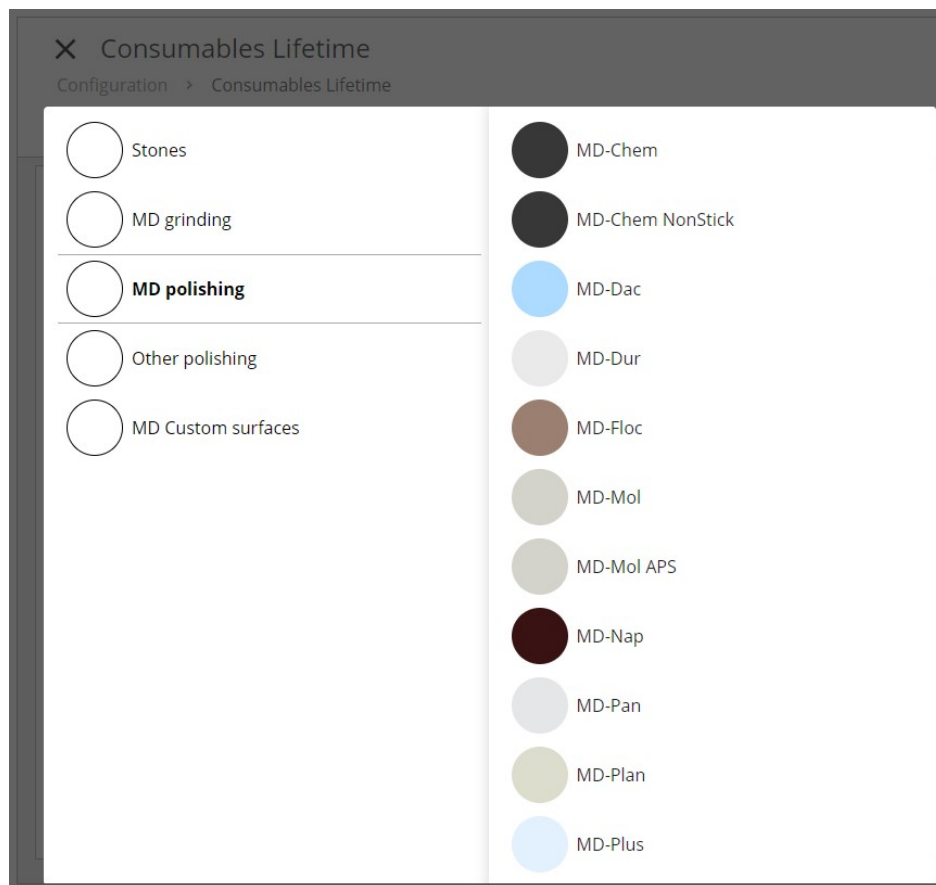 Consumables Lifetime
Configuration > Consumables Lifetime
Stones
MD grinding
MD polishing
Other polishing
MD Custom surfaces
MD-Chem
MD-Chem NonStick
MD-Dac
MD-Dur
MD-Floc
MD-Mol
MD-Mol APS
MD-Nap
MD-Pan
MD-Plan
MD-Plus